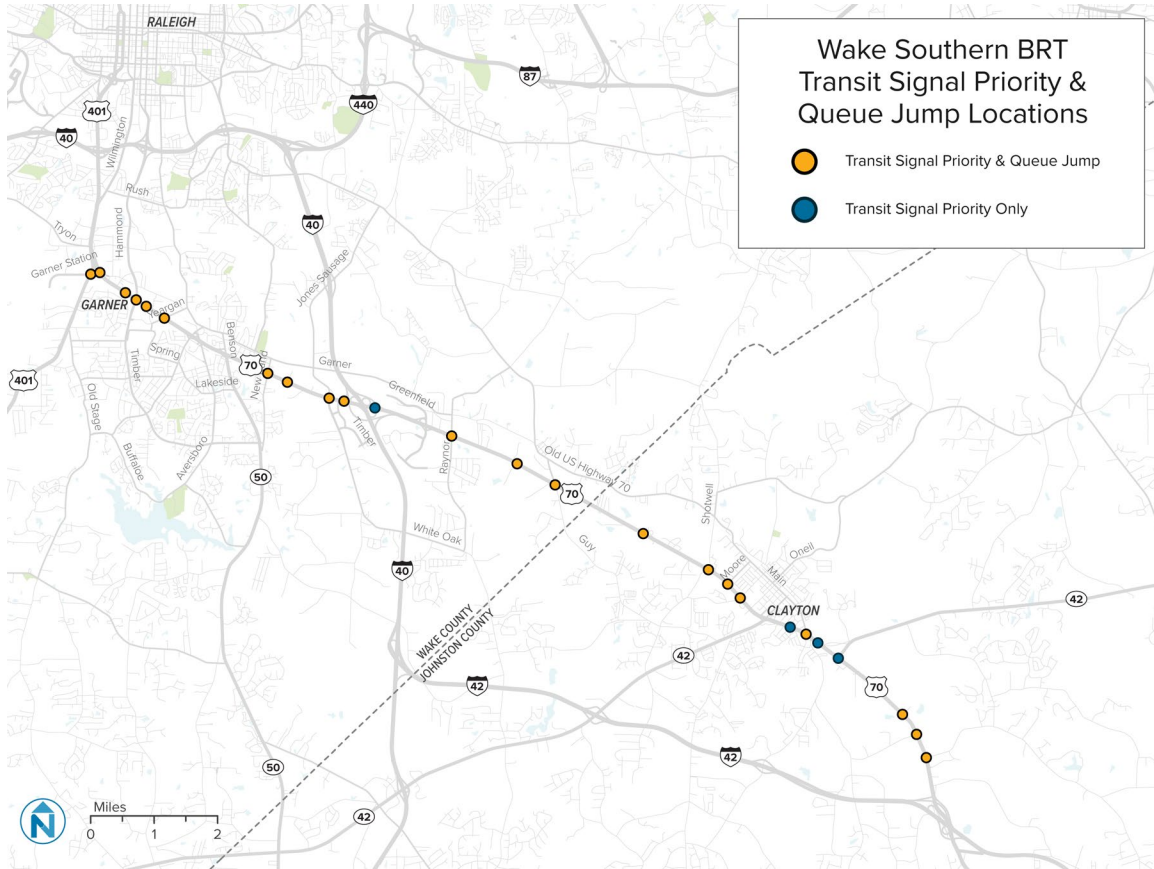 RALEIGH
Wake Southern BRT
Transit Signal Priority &
Queue Jump Locations
Transit Signal Priority & Queue Jump
Transit Signal Priority Only
87
440
401
40
Wilmington
Rush
Hammond
Tryon
40
Garner Station
Jones Sausage
GARNER
Yeargan
Benson
Spring
Timber
70
Garner
401
Lakeside
Greenfield
Old Stage
Timber
Buffaloe
Aversboro
Raynor
Old US Highway 70
50
70
Shotwell
White Oak
Guy
Moore
Oneil
Main
40
CLAYTON
42
WAKE COUNTY
JOHNSTON COUNTY
42
42
70
42
50
42
Miles
0 1 2
N